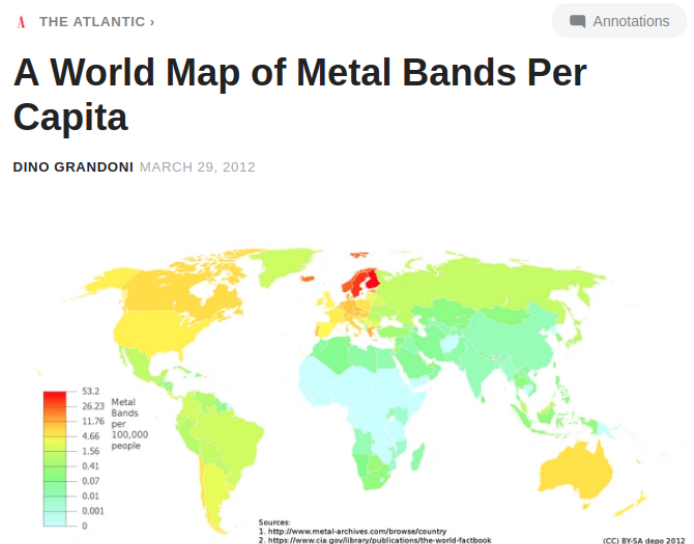 THE ATLANTIC ›
Annotations
A World Map of Metal Bands Per
Capita
DINO GRANDONI MARCH 29, 2012
53.2
26.23
11.76
4.66
1.56
0.41
0.07
0.01
0.001
0
Metal
Bands
per
100,000
people
Sources:
1. http://www.metal-archives.com/browse/country
2. https://www.cia.gov/library/publications/the-world-factbook
(CC) BY-SA depo 2012